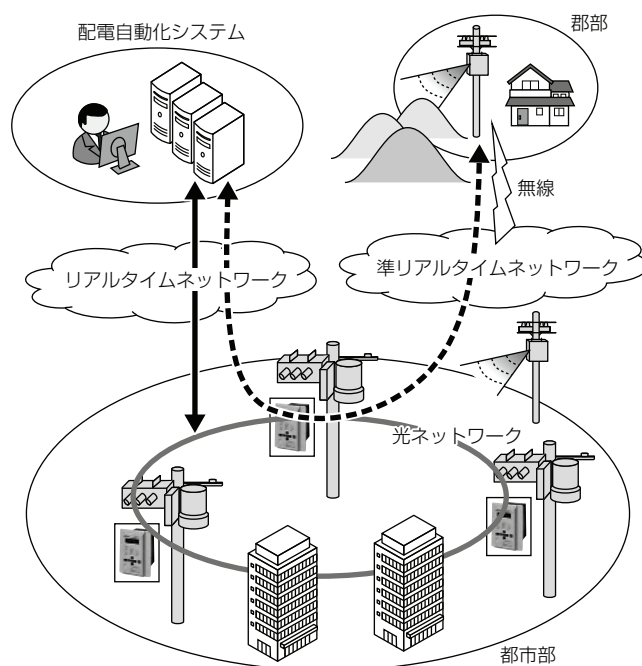 配電自動化システム
郡部
無線
リアルタイムネットワーク
準リアルタイムネットワーク
光ネットワーク
都市部